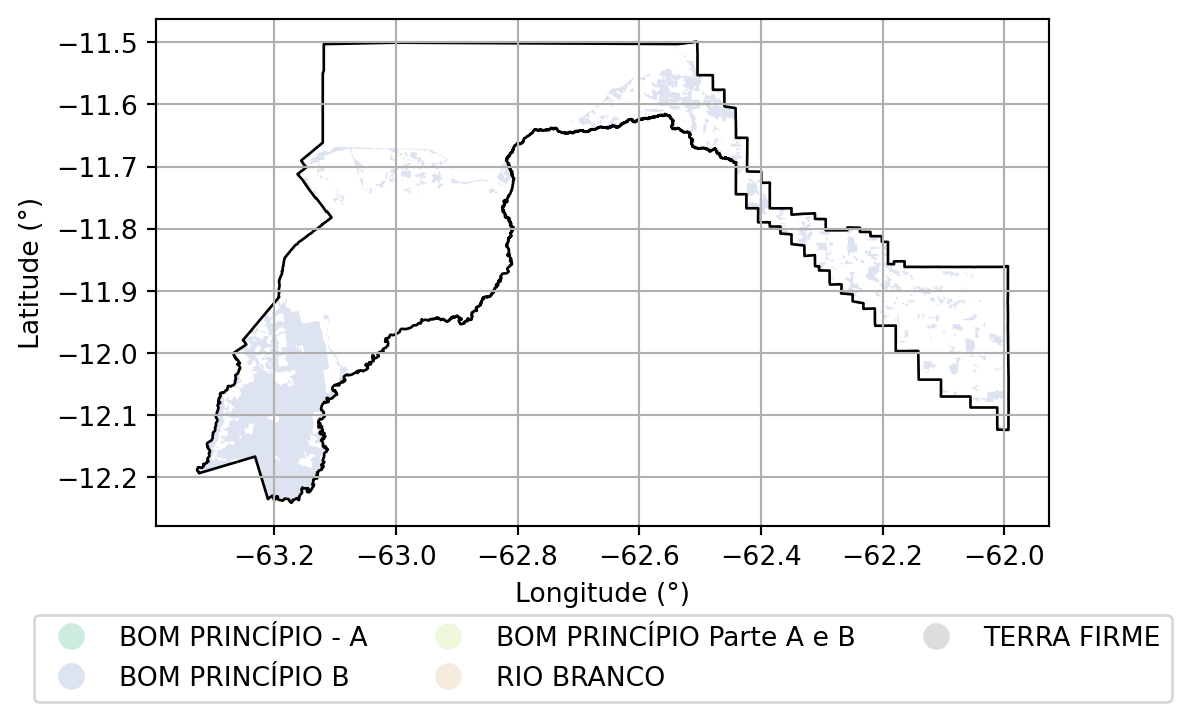 −11.5
−11.6
−11.7
−11.8
−11.9
−12.0
−12.1
−12.2
Latitude (°)
−63.2 −63.0 −62.8 −62.6 −62.4 −62.2 −62.0
Longitude (°)
BOM PRINCÍPIO - A BOM PRINCÍPIO Parte A e B TERRA FIRME
BOM PRINCÍPIO B RIO BRANCO